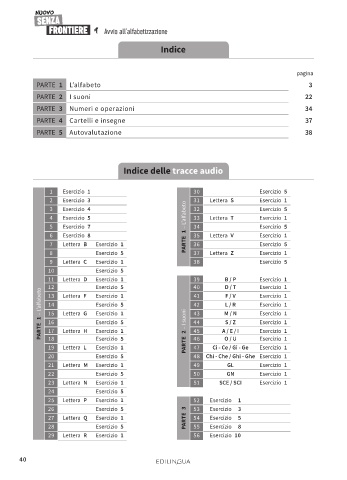 NUOVO
SENZA
FRONTIERE 1 Avvio all'alfabetizzazione
Indice
pagina
PARTE 1 L'alfabeto 3
PARTE 2 I suoni 22
PARTE 3 Numeri e operazioni 34
PARTE 4 Cartelli e insegne 37
PARTE 5 Autovalutazione 38
Indice delle tracce audio
PARTE 1 L'alfabeto
1 Esercizio 1
2 Esercizio 3
3 Esercizio 4
4 Esercizio 5
5 Esercizio 7
6 Esercizio 8
7 Lettera B Esercizio 1
8 Esercizio 5
9 Lettera C Esercizio 1
10 Esercizio 5
11 Lettera D Esercizio 1
12 Esercizio 5
13 Lettera F Esercizio 1
14 Esercizio 5
15 Lettera G Esercizio 1
16 Esercizio 5
17 Lettera H Esercizio 1
18 Esercizio 5
19 Lettera L Esercizio 1
20 Esercizio 5
21 Lettera M Esercizio 1
22 Esercizio 5
23 Lettera N Esercizio 1
24 Esercizio 5
25 Lettera P Esercizio 1
26 Esercizio 5
27 Lettera Q Esercizio 1
28 Esercizio 5
29 Lettera R Esercizio 1
PARTE 1 L'alfabeto
30 Esercizio 5
31 Lettera S Esercizio 1
32 Esercizio 5
33 Lettera T Esercizio 1
34 Esercizio 5
35 Lettera V Esercizio 1
36 Esercizio 5
37 Lettera Z Esercizio 1
38 Esercizio 5
PARTE 2 I suoni
39 B / P Esercizio 1
40 D / T Esercizio 1
41 F / V Esercizio 1
42 L / R Esercizio 1
43 M / N Esercizio 1
44 S / Z Esercizio 1
45 A / E / I Esercizio 1
46 O / U Esercizio 1
47 Ci - Ce / Gi - Ge Esercizio 1
48 Chi - Che / Ghi - Ghe Esercizio 1
49 GL Esercizio 1
50 GN Esercizio 1
51 SCE / SCI Esercizio 1
PARTE 3
52 Esercizio 1
53 Esercizio 3
54 Esercizio 5
55 Esercizio 8
56 Esercizio 10
40
EDILINGUA